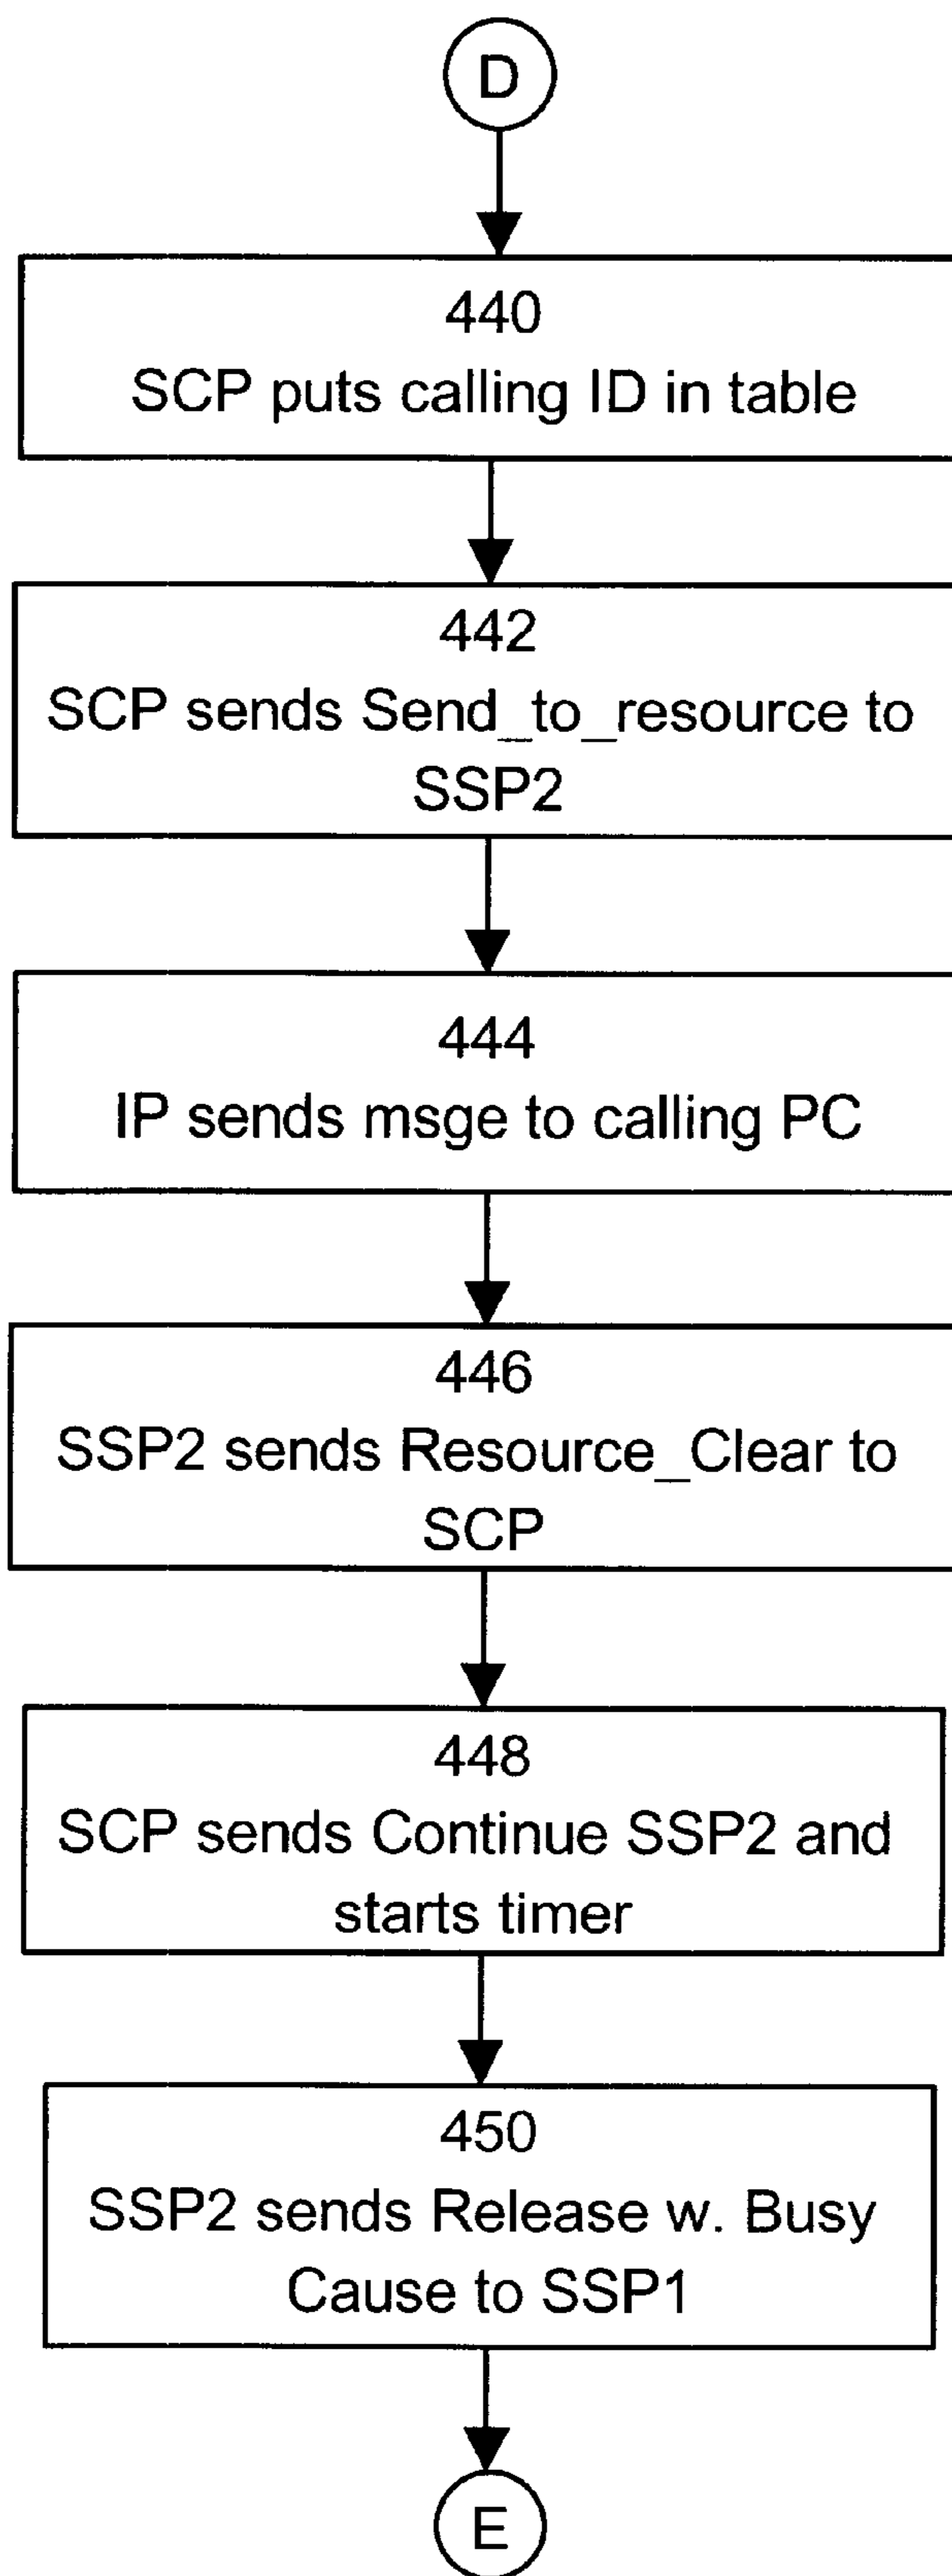 D
440
SCP puts calling ID in table
442
SCP sends Send_to_resource to
SSP2
444
IP sends msge to calling PC
446
SSP2 sends Resource_Clear to
SCP
448
SCP sends Continue SSP2 and
starts timer
450
SSP2 sends Release w. Busy
Cause to SSP1
E